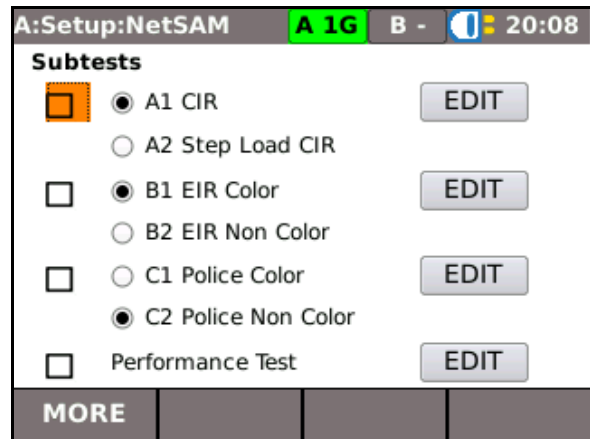 A:Setup:NetSAM A 1G B - 20:08
Subtests
A1 CIR EDIT
A2 Step Load CIR
B1 EIR Color EDIT
B2 EIR Non Color
C1 Police Color EDIT
C2 Police Non Color
Performance Test EDIT
MORE